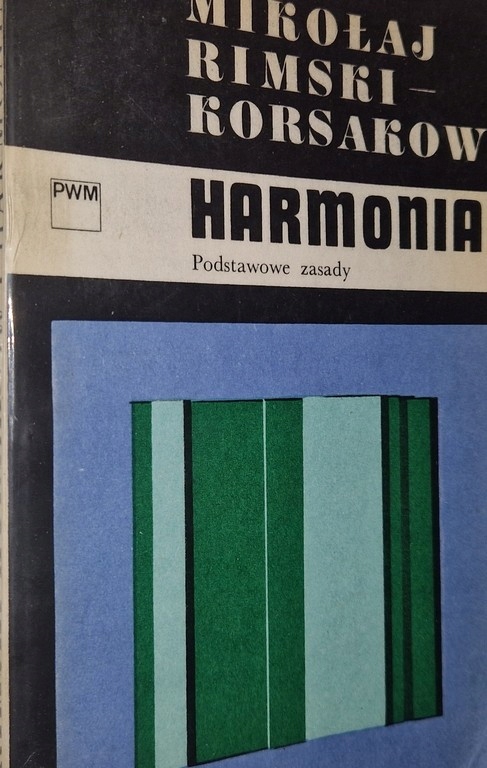 MIKOŁAJ
RIMSKI –
KORSAKOW
PWM
HARMONIA
Podstawowe zasady